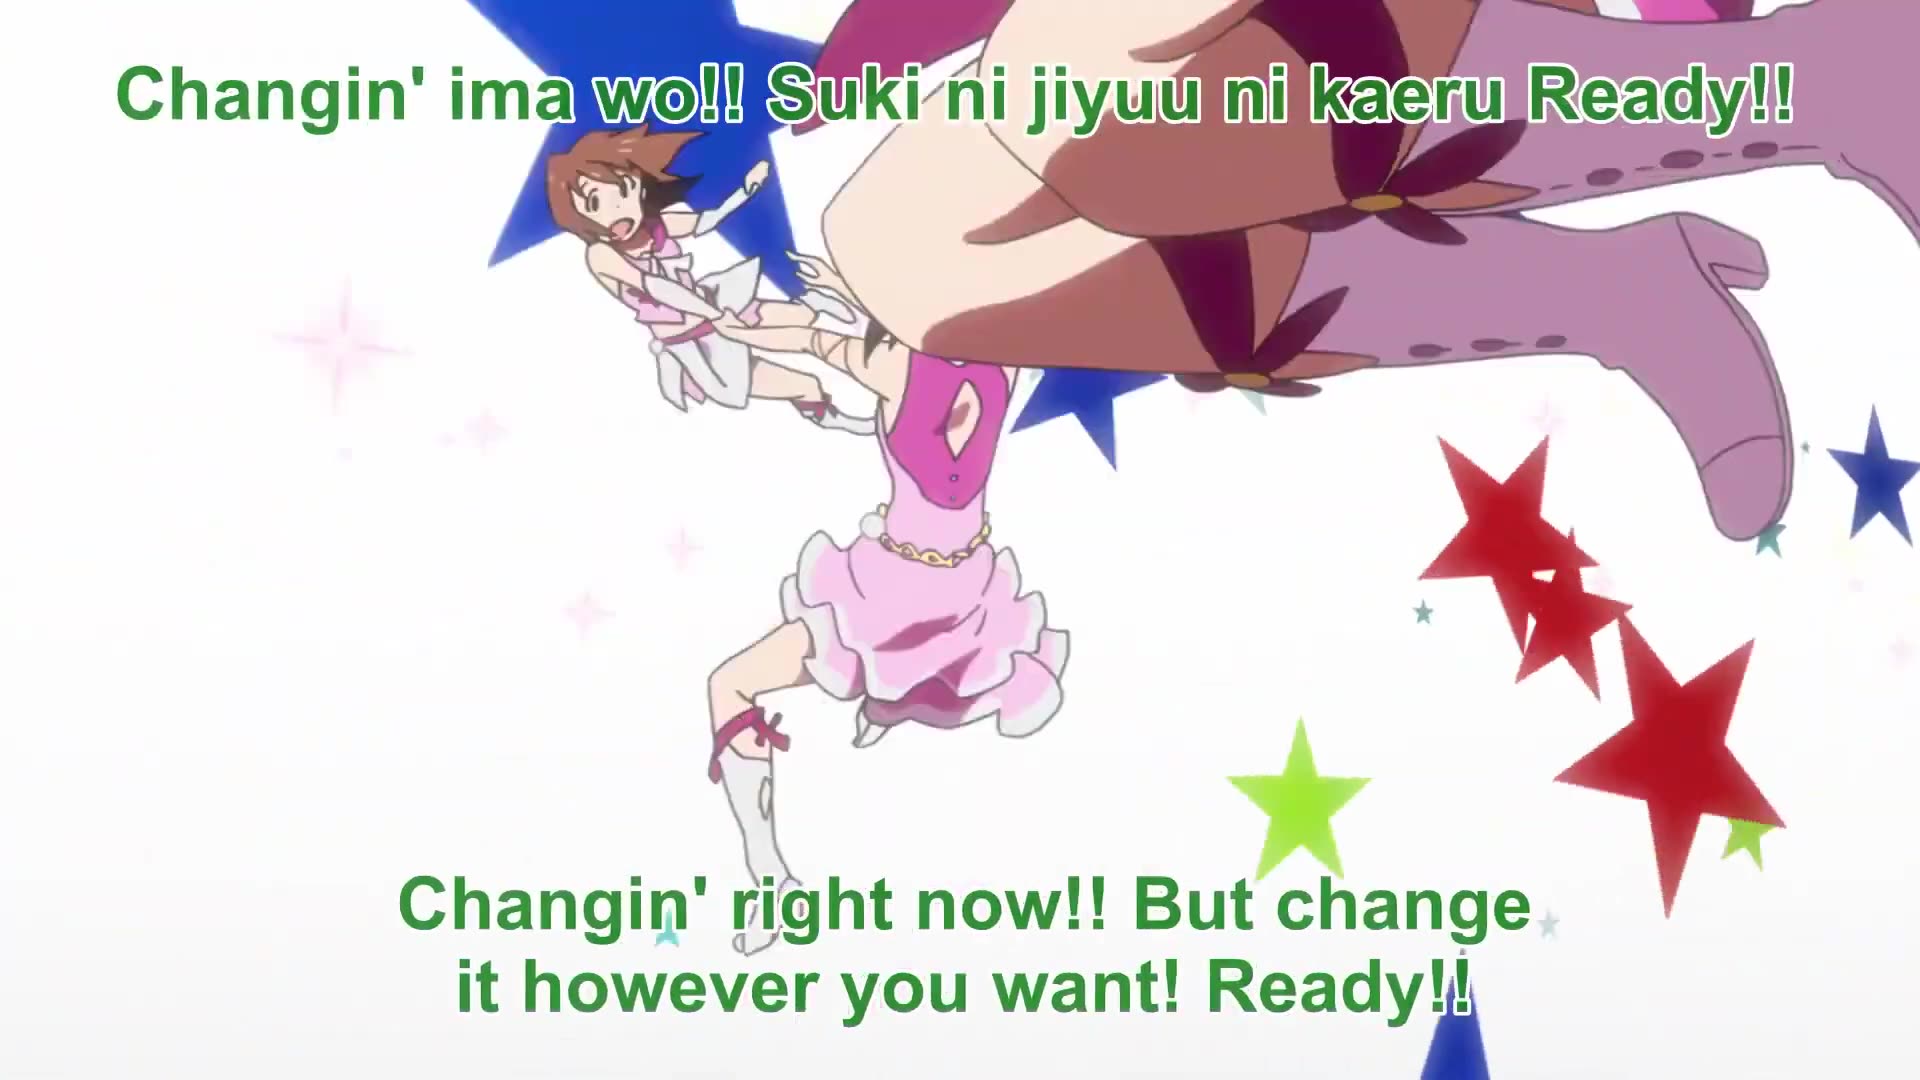 Changin' ima wo!! Suki ni jiyuu ni kaeru Ready!!
Changin' right now!! But change
it however you want! Ready!!